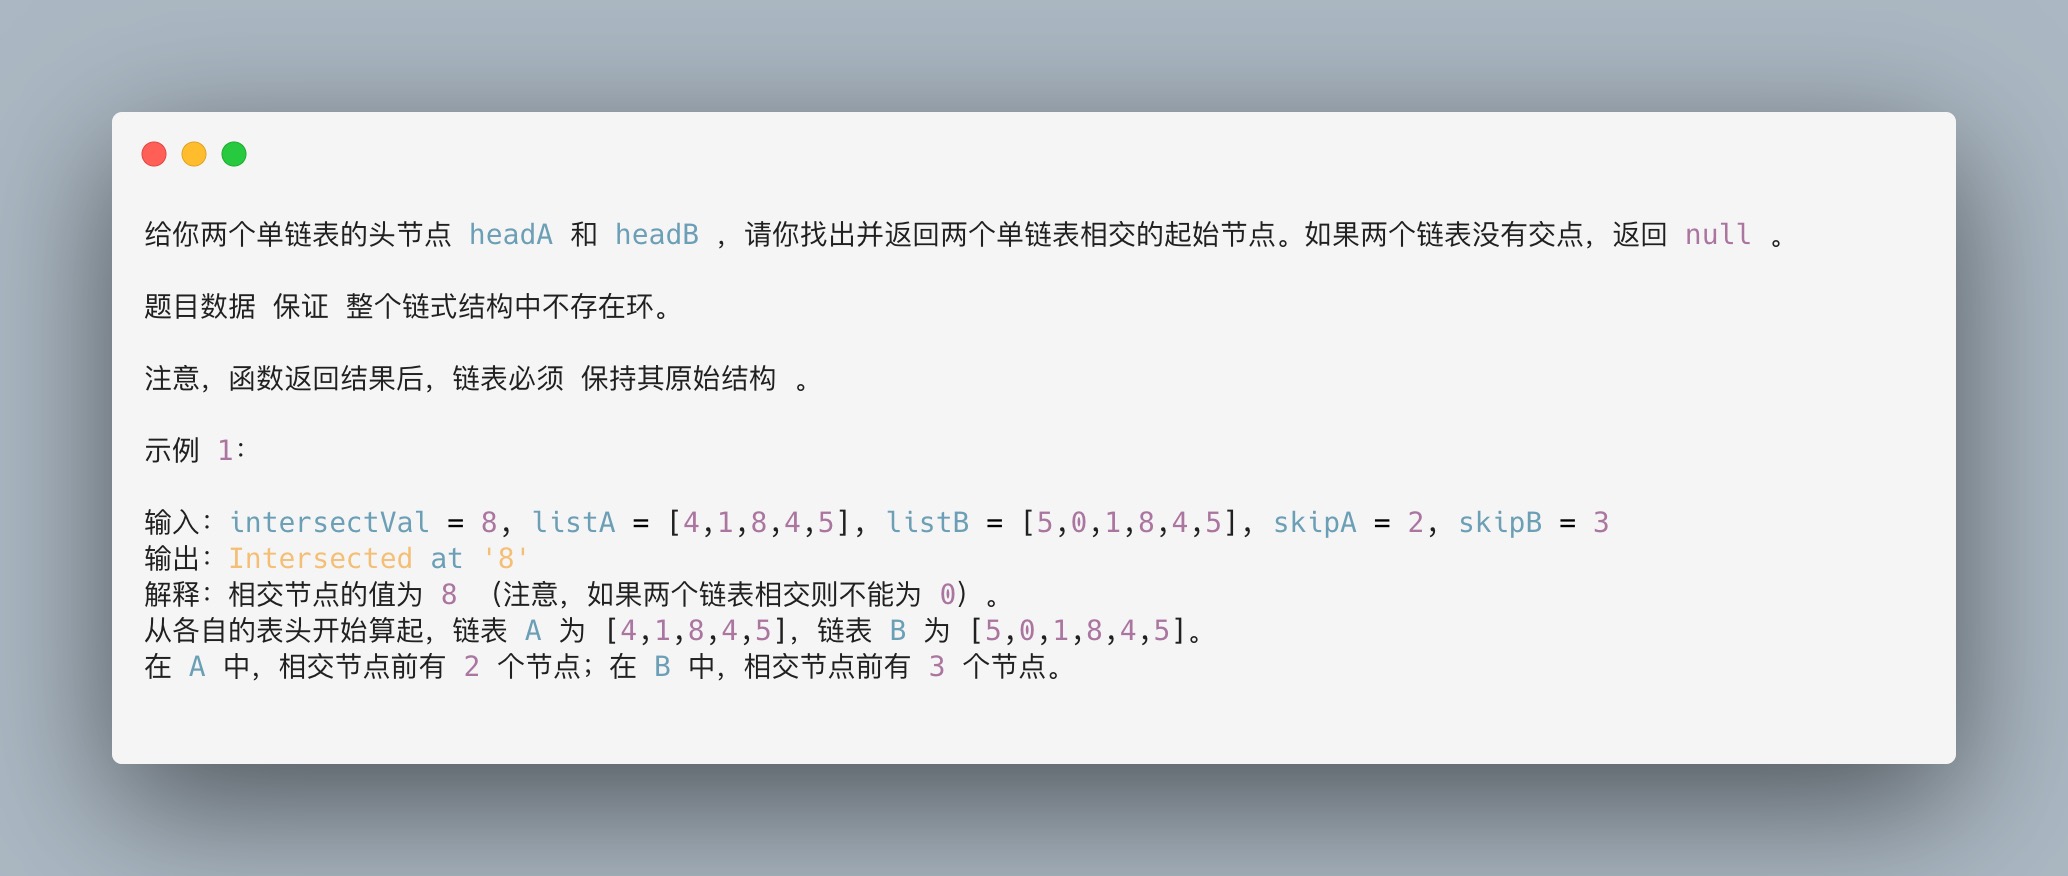 给你两个单链表的头节点 headA 和 headB ，请你找出并返回两个单链表相交的起始节点。如果两个链表没有交点，返回 null 。
题目数据 保证 整个链式结构中不存在环。
注意，函数返回结果后，链表必须 保持其原始结构 。
示例 1：
输入：intersectVal = 8, listA = [4,1,8,4,5], listB = [5,0,1,8,4,5], skipA = 2, skipB = 3
输出：Intersected at '8'
解释：相交节点的值为 8 （注意，如果两个链表相交则不能为 0）。
从各自的表头开始算起，链表 A 为 [4,1,8,4,5]，链表 B 为 [5,0,1,8,4,5]。
在 A 中，相交节点前有 2 个节点；在 B 中，相交节点前有 3 个节点。